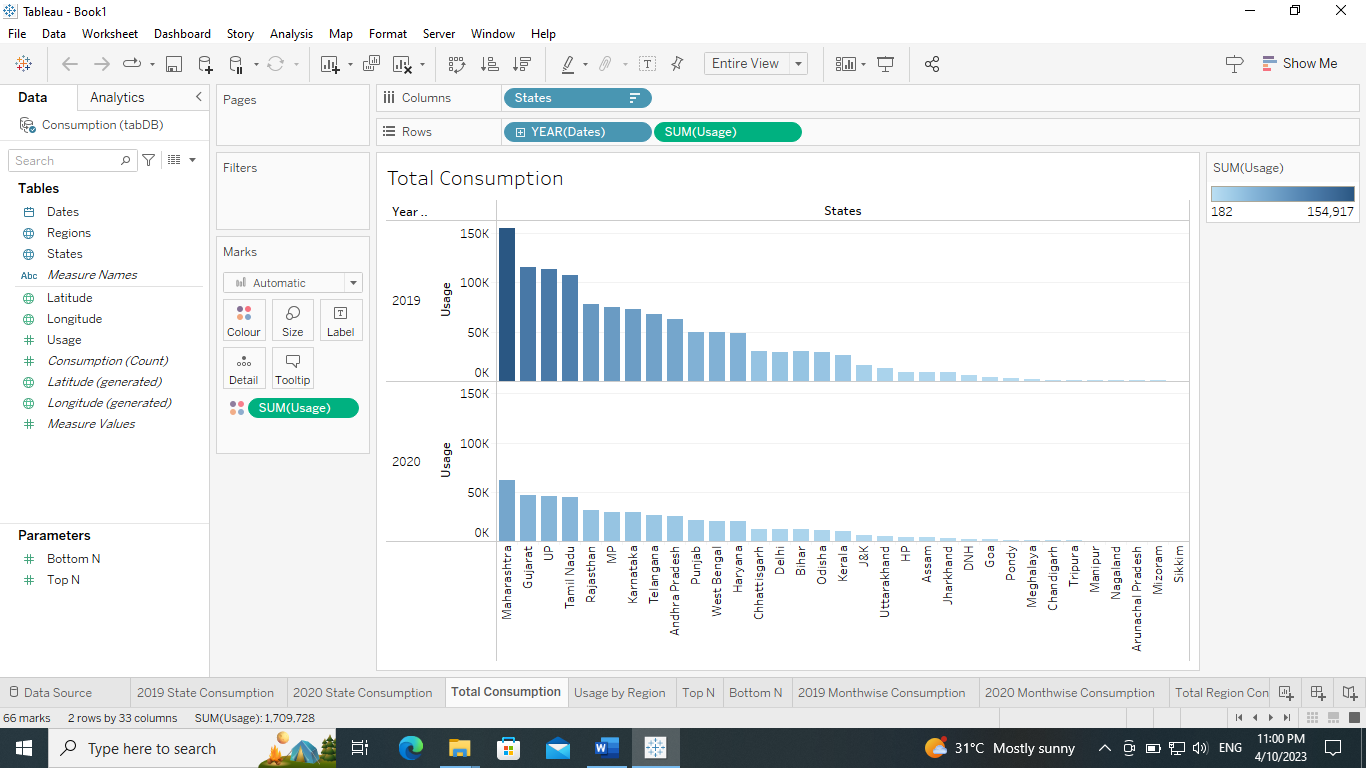 Tableau - Book1
File Data Worksheet Dashboard Story Analysis Map Format Server Window Help
Entire View
Show Me
Data Analytics
Pages
Columns
States
Consumption (tabDB)
Rows
YEAR(Dates) SUM(Usage)
Search
Filters
Total Consumption
SUM(Usage)
182 154,917
Tables
Dates
Regions
States
Abc Measure Names
Latitude
Longitude
Usage
Consumption (Count)
Latitude (generated)
Longitude (generated)
Measure Values
Marks
Automatic
Colour Size Label
Detail Tooltip
SUM(Usage)
Year ..
States
2019
Usage
150K
100K
50K
0K
2020
Usage
150K
100K
50K
0K
Maharashtra
Gujarat
UP
Tamil Nadu
Rajasthan
MP
Karnataka
Telangana
Andhra Pradesh
Punjab
West Bengal
Haryana
Chhattisgarh
Delhi
Bihar
Odisha
Kerala
J&K
Uttarakhand
HP
Assam
Jharkhand
DNH
Goa
Pondy
Meghalaya
Chandigarh
Tripura
Manipur
Nagaland
Arunachal Pradesh
Mizoram
Sikkim
Parameters
Bottom N
Top N
Data Source 2019 State Consumption 2020 State Consumption Total Consumption Usage by Region Top N Bottom N 2019 Monthwise Consumption 2020 Monthwise Consumption Total Region Con
66 marks 2 rows by 33 columns SUM(Usage): 1,709,728
Type here to search
31°C Mostly sunny
ENG
11:00 PM
4/10/2023